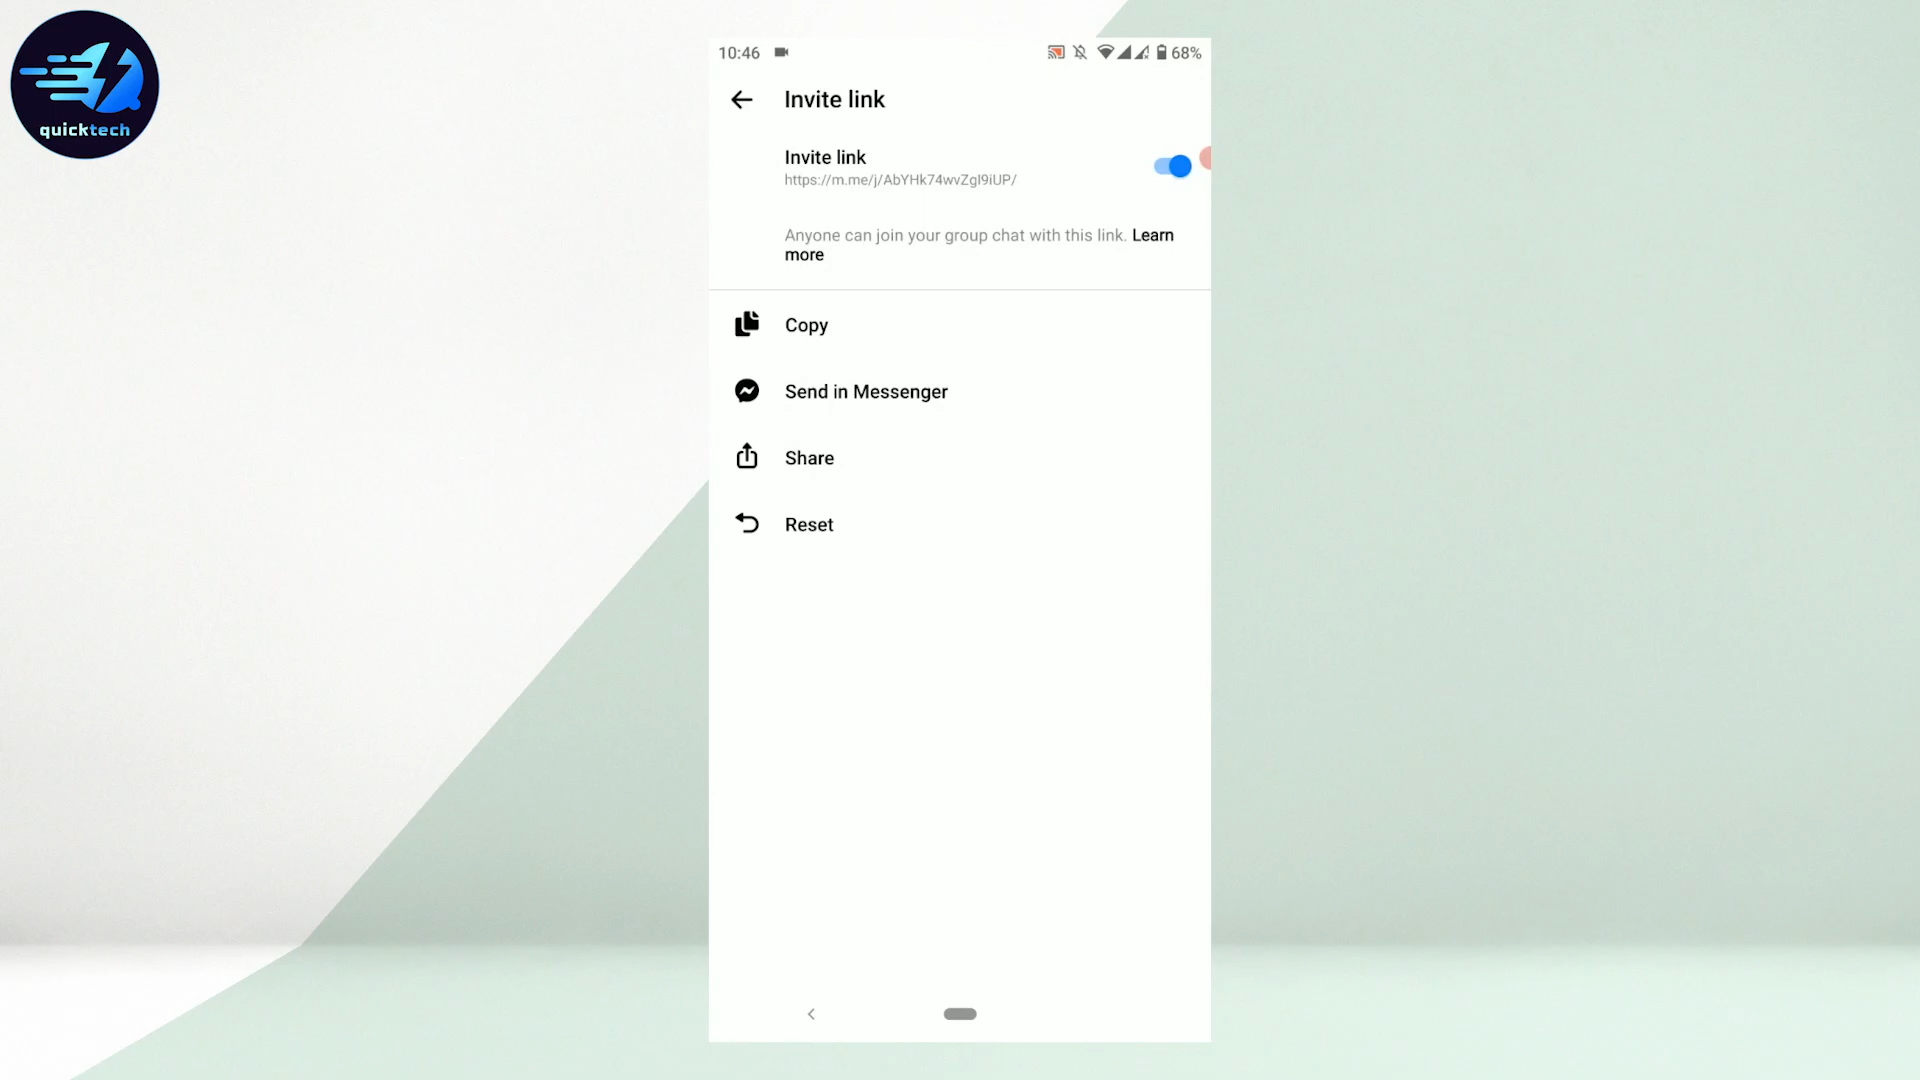 quicktech
10:46
68%
Invite link
Invite link
https://m.me/j/AbYHk74wvZgl9iUP/
Anyone can join your group chat with this link. Learn
more
Copy
Send in Messenger
Share
Reset